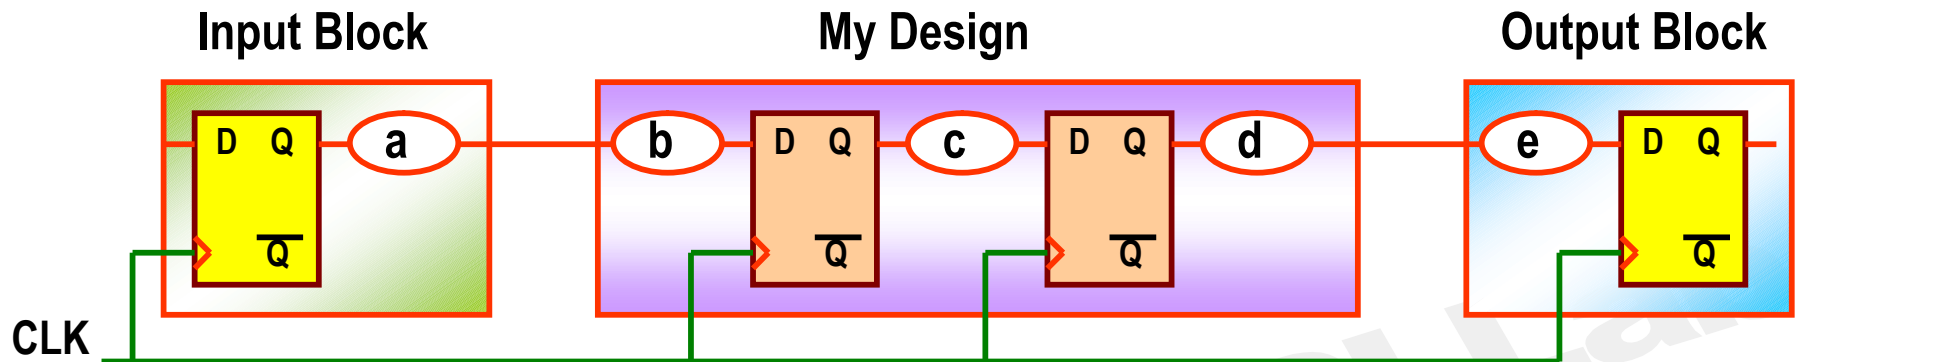 Input Block
My Design
Output Block
D Q a b D Q c D Q d e D Q
Q Q Q Q
CLK